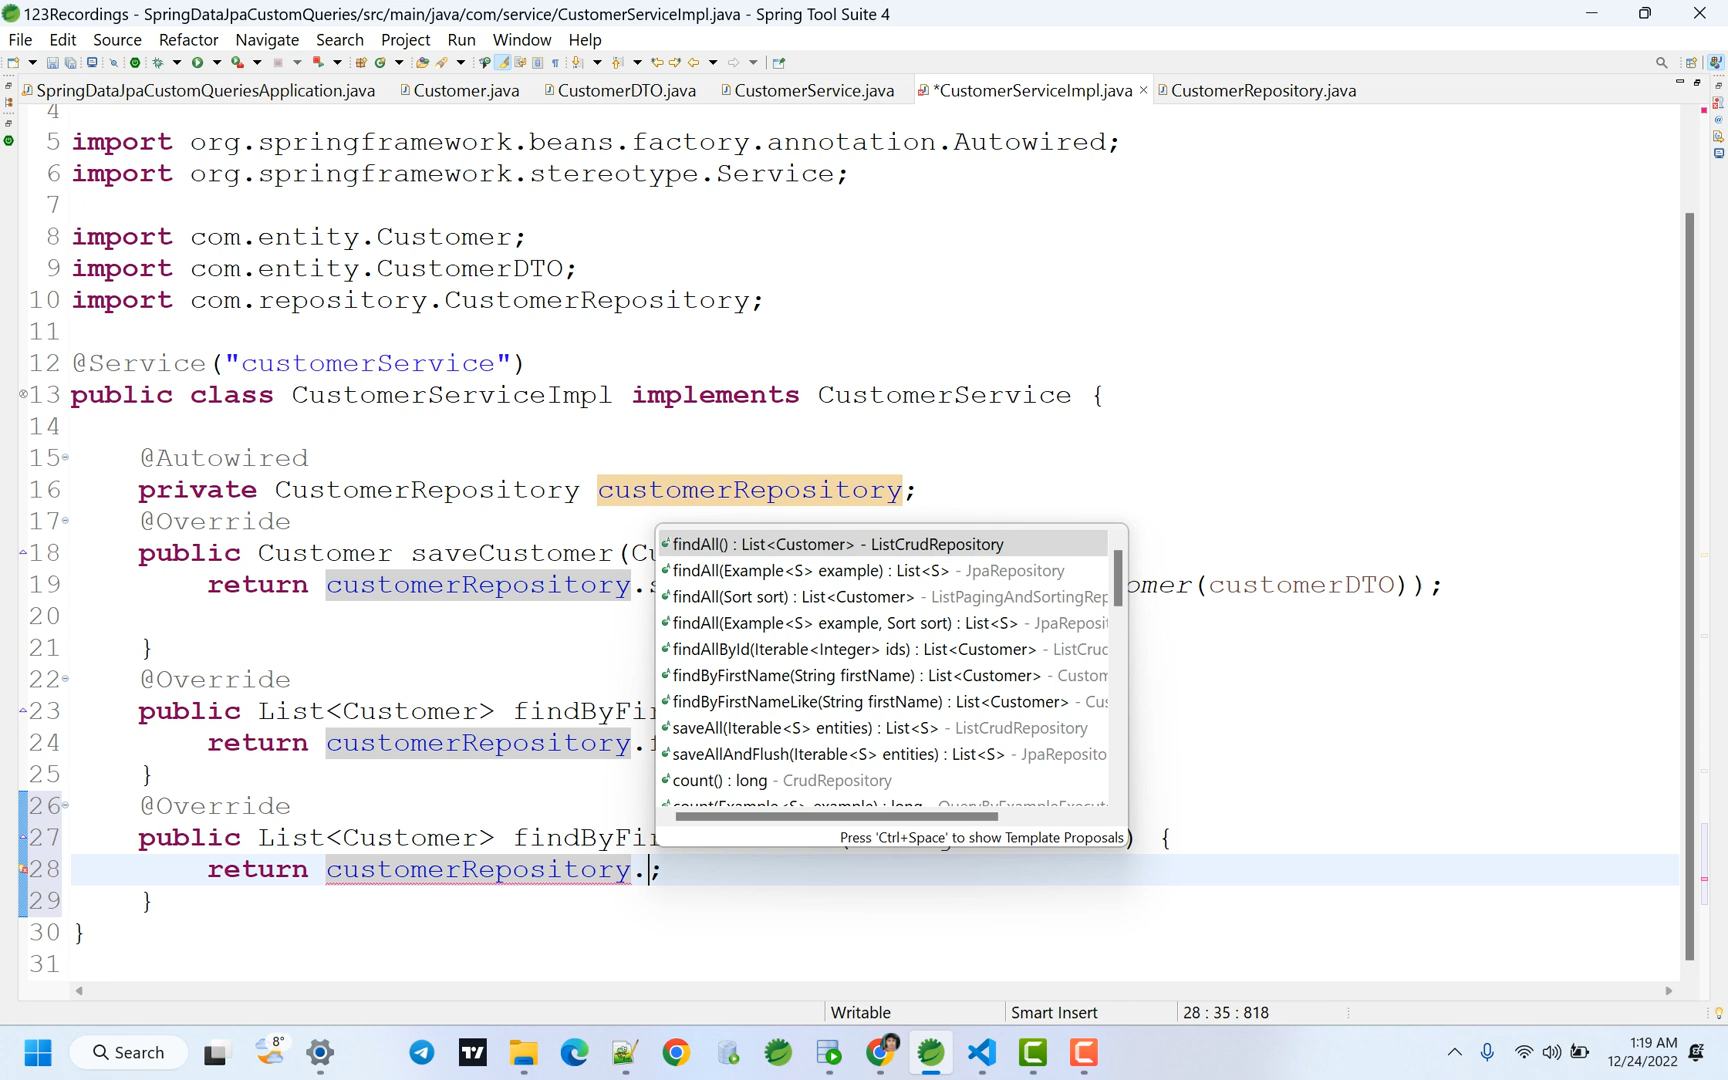 123Recordings - SpringDataJpaCustomQueries/src/main/java/com/service/CustomerServiceImpl.java - Spring Tool Suite 4
File Edit Source Refactor Navigate Search Project Run Window Help
SpringDataJpaCustomQueriesApplication.java Customer.java CustomerDTO.java CustomerService.java *CustomerServiceImpl.java CustomerRepository.java
4
5 import org.springframework.beans.factory.annotation.Autowired;
6 import org.springframework.stereotype.Service;
7
8 import com.entity.Customer;
9 import com.entity.CustomerDTO;
10 import com.repository.CustomerRepository;
11
12 @Service("customerService")
13 public class CustomerServiceImpl implements CustomerService {
14
15 @Autowired
16 private CustomerRepository customerRepository;
17 @Override
18 public Customer saveCustomer(
19 return customerRepository. (customerDTO));
20
21 }
22 @Override
23 public List<Customer>
24 return customerRepository.
25 }
26 @Override
27 public List<Customer> ) {
28 return customerRepository.;
29 }
30 }
31
findAll() : List<Customer> - ListCrudRepository
findAll(Example<S> example) : List<S> - JpaRepository
findAll(Sort sort) : List<Customer> - ListPagingAndSortingRep
findAll(Example<S> example, Sort sort) : List<S> - JpaReposit
findAllById(Iterable<Integer> ids) : List<Customer> - ListCruc
findByFirstName(String firstName) : List<Customer> - Custom
findByFirstNameLike(String firstName) : List<Customer> - Cus
saveAll(Iterable<S> entities) : List<S> - ListCrudRepository
saveAllAndFlush(Iterable<S> entities) : List<S> - JpaReposito
count() : long - CrudRepository
Press 'Ctrl+Space' to show Template Proposals
Writable Smart Insert 28 : 35 : 818
8° Search 1:19 AM
12/24/2022